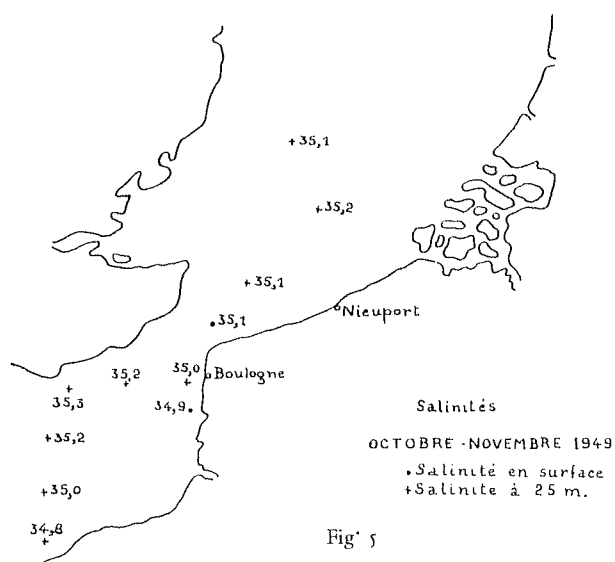 +35,1
+35,2
+35,1
.35,1
Nieuport
35,2
+
35,0
+
Boulogne
+
35,3
34,9.
+35,2
+35,0
34,8
+
Salinités
OCTOBRE-NOVEMBRE 1949
.Salinité en surface
+Salinite à 25 m.
Fig. 5